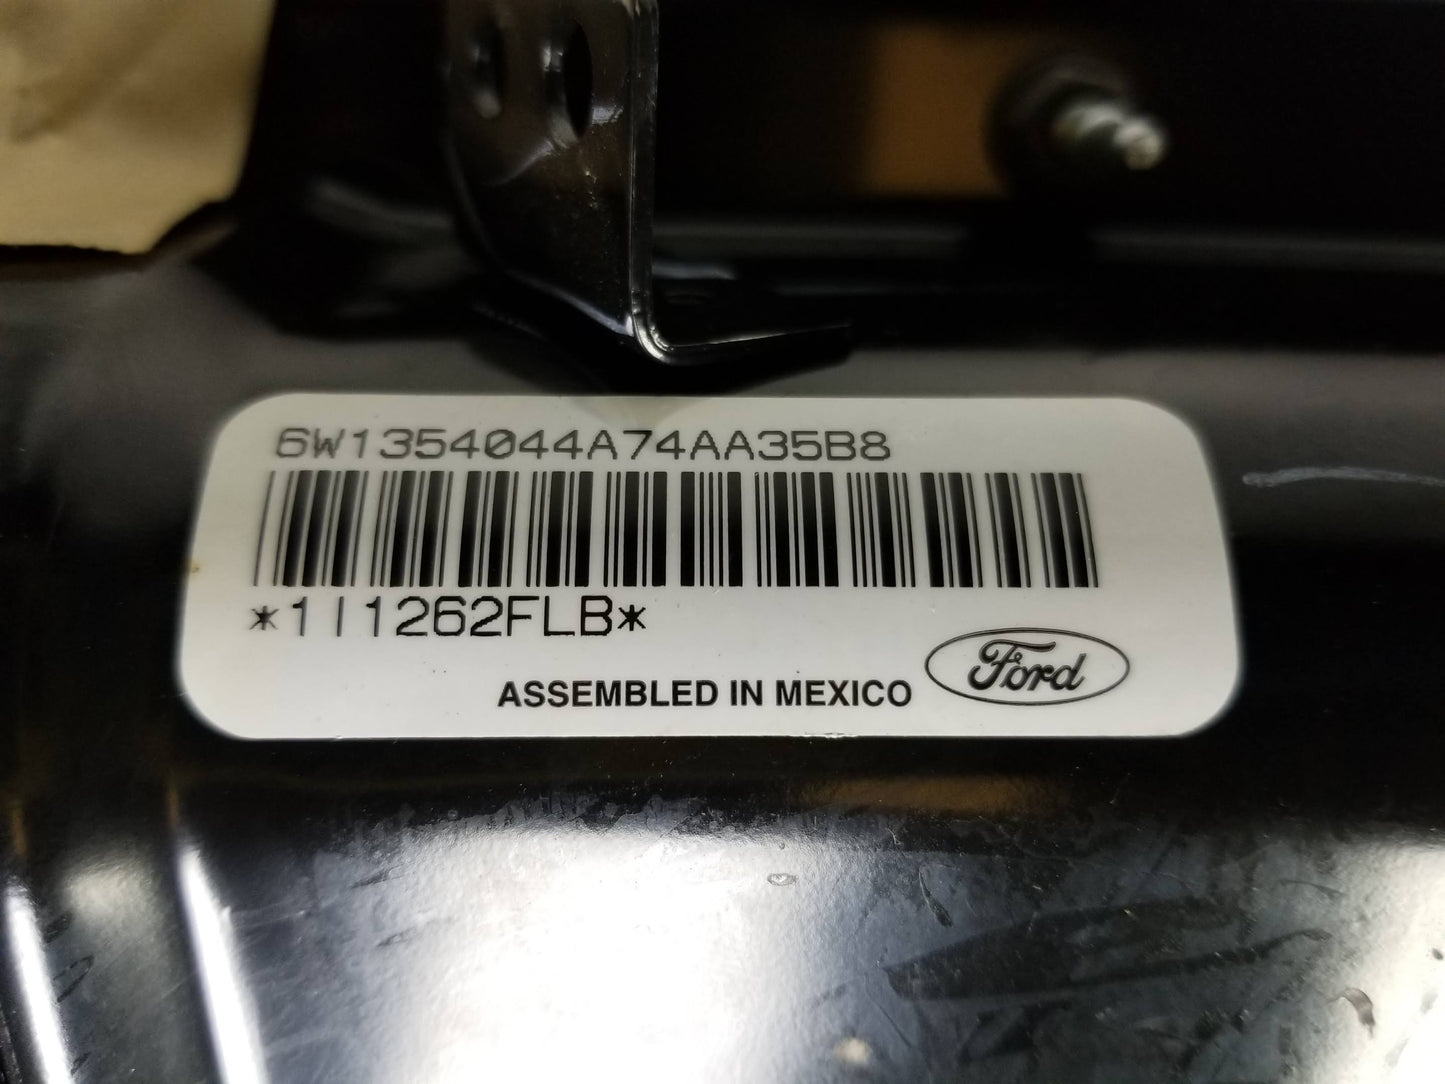 6W1354044A74AA35B8
*1I1262FLB*
ASSEMBLED IN MEXICO
Ford